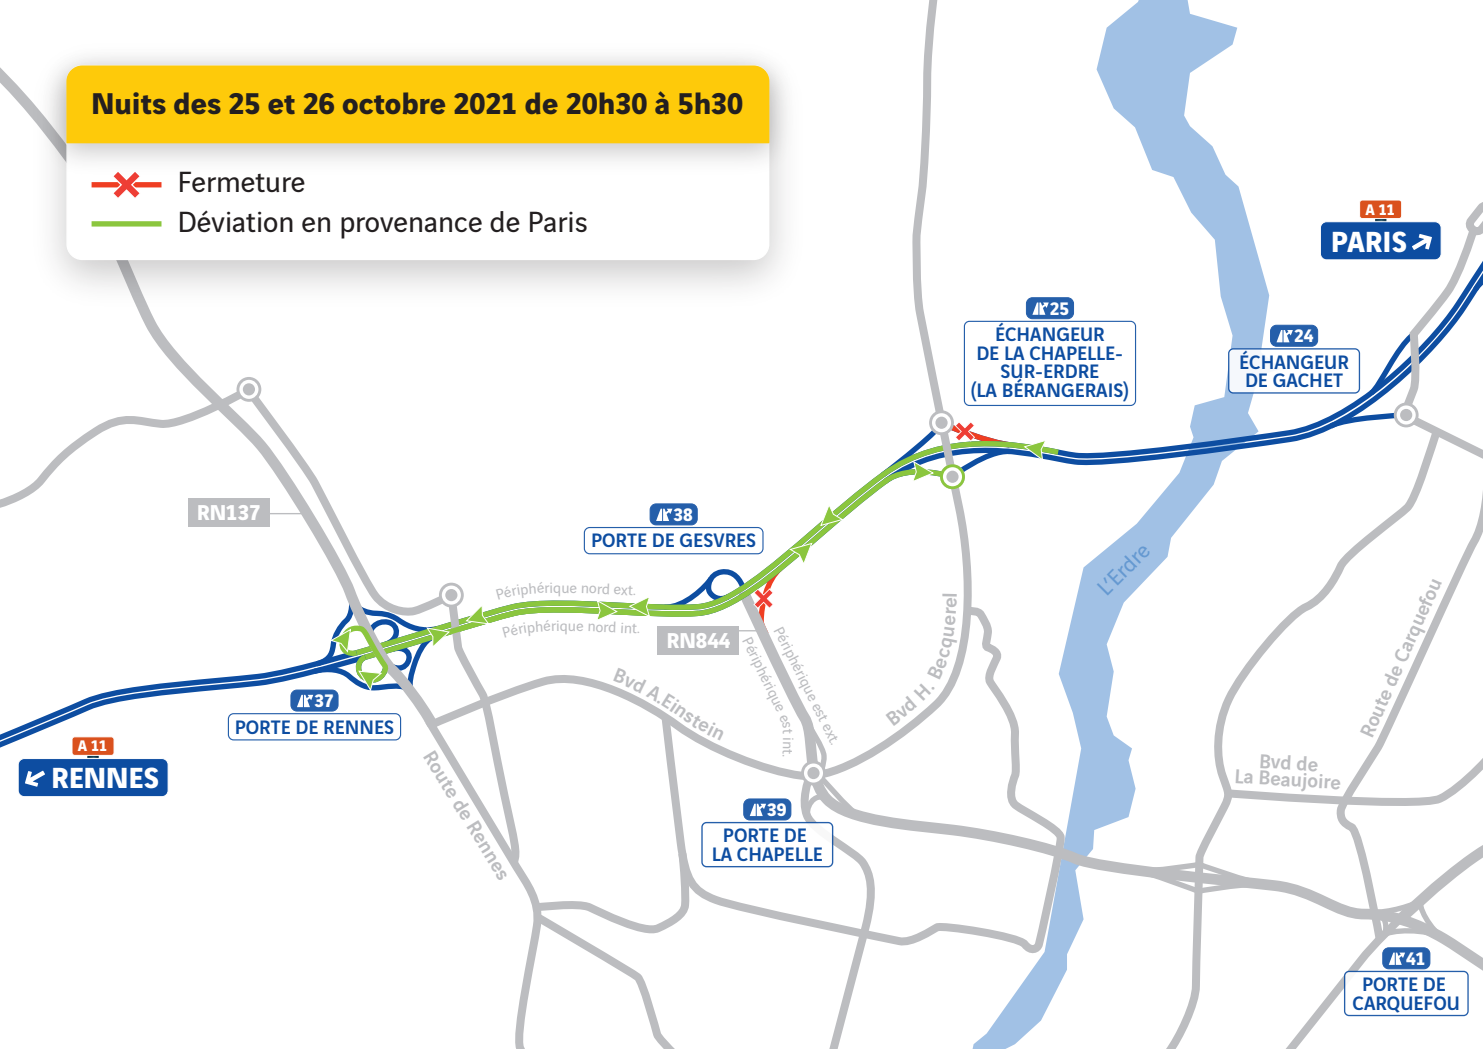 Nuits des 25 et 26 octobre 2021 de 20h30 à 5h30
Fermeture
Déviation en provenance de Paris
A 11
PARIS
25
ÉCHANGEUR
DE LA CHAPELLE-
SUR-ERDRE
(LA BÉRANGERAIS)
24
ÉCHANGEUR
DE GACHET
RN137
38
PORTE DE GESVRES
L'Erdre
Périphérique nord ext.
Périphérique nord int.
RN844
Périphérique est ext.
Périphérique est int.
Bvd H. Becquerel
Bvd A.Einstein
Route de Carquefou
37
PORTE DE RENNES
A 11
RENNES
Route de Rennes
Bvd de
La Beaujoire
39
PORTE DE
LA CHAPELLE
41
PORTE DE
CARQUEFOU